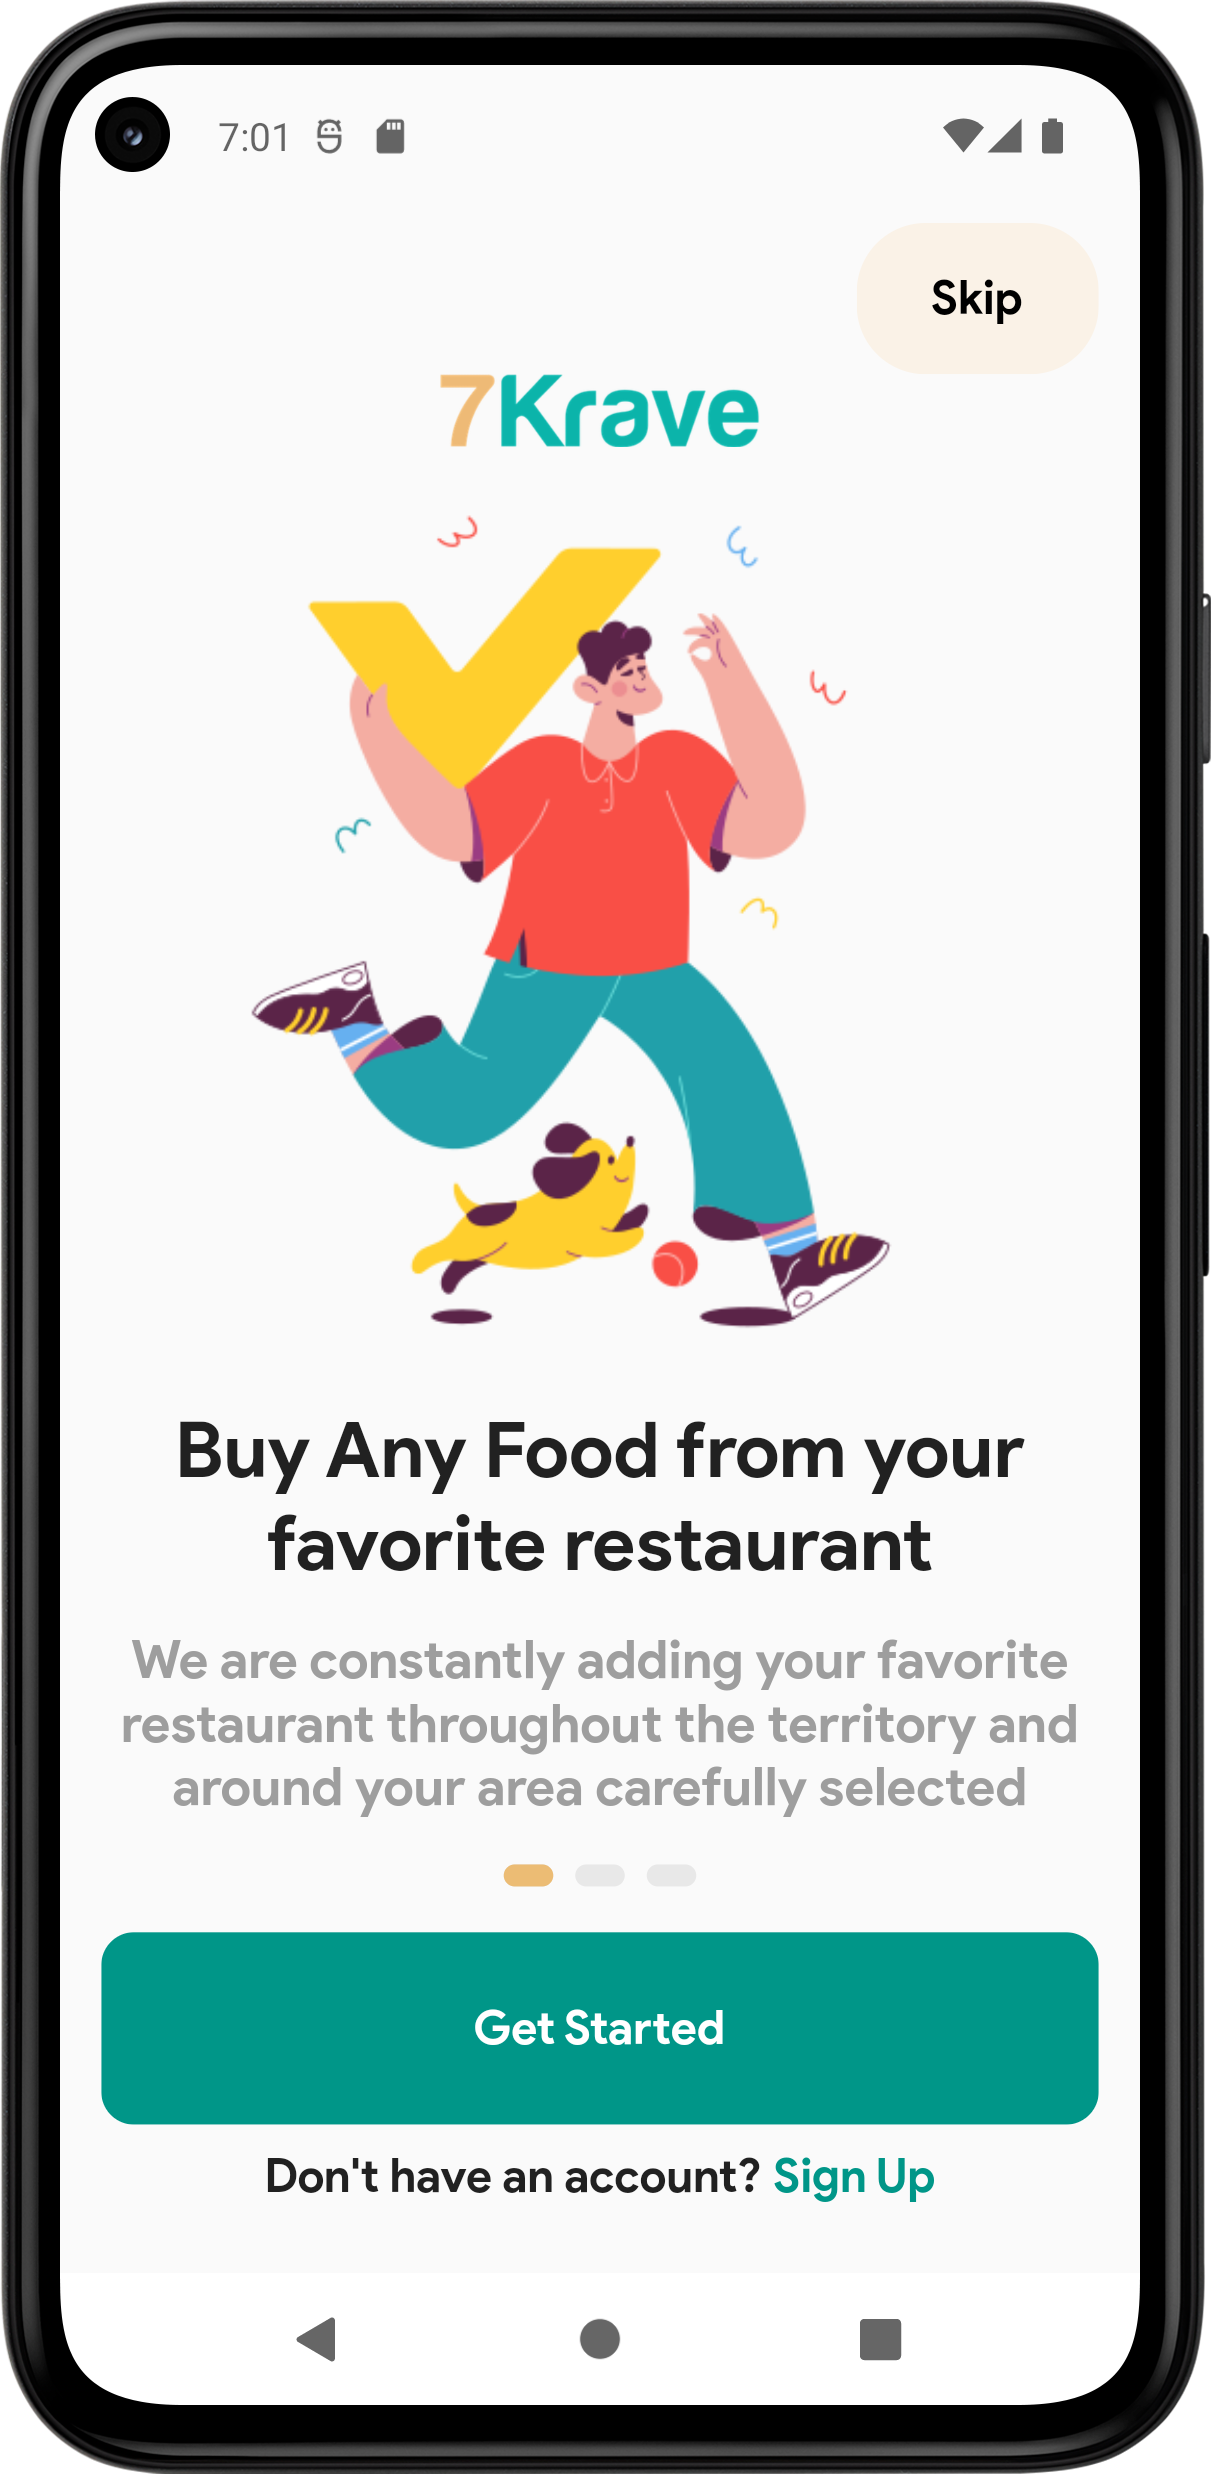 7:01
Skip
7Krave
Buy Any Food from your
favorite restaurant
We are constantly adding your favorite
restaurant throughout the territory and
around your area carefully selected
Get Started
Don't have an account? Sign Up